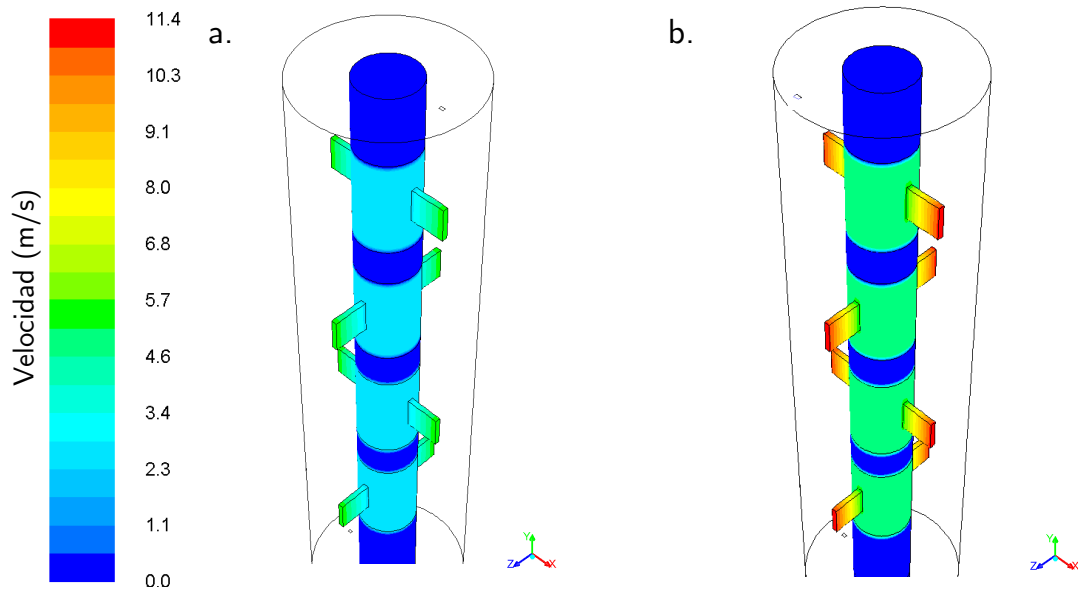 a.
b.
Velocidad (m/s)
11.4
10.3
9.1
8.0
6.8
5.7
4.6
3.4
2.3
1.1
0.0
Y
Z X
Y
Z X